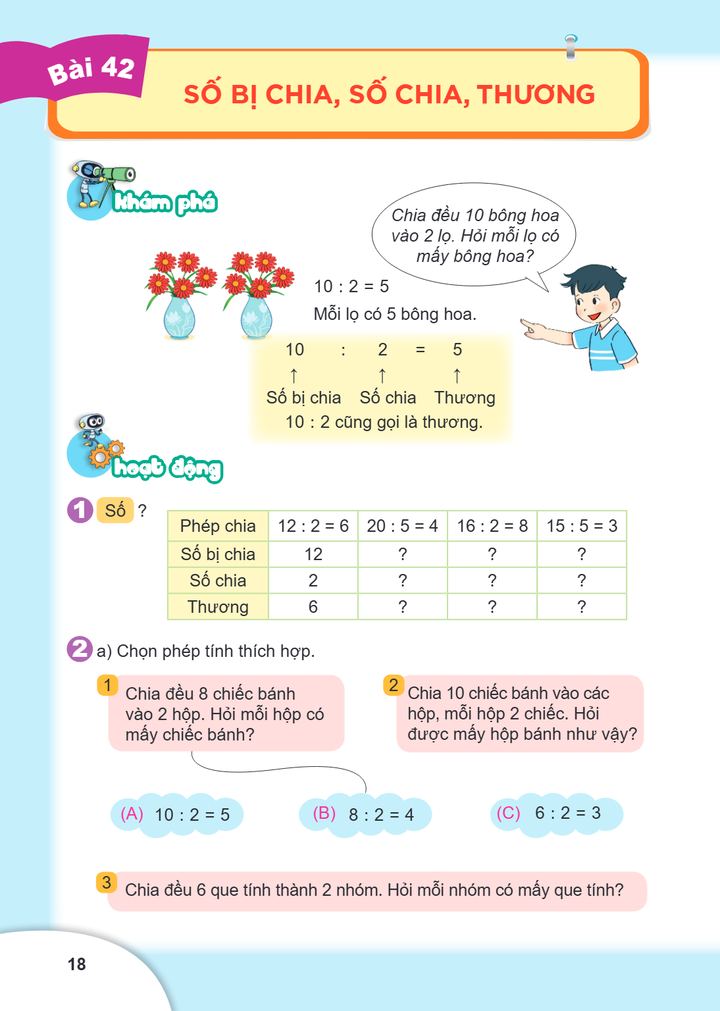 Bài 42
SỐ BỊ CHIA, SỐ CHIA, THƯƠNG
khám phá
Chia đều 10 bông hoa
vào 2 lọ. Hỏi mỗi lọ có
mấy bông hoa?
10 : 2 = 5
Mỗi lọ có 5 bông hoa.
10 : 2 = 5
↑ ↑ ↑
Số bị chia Số chia Thương
10 : 2 cũng gọi là thương.
hoạt động
1 Số ?
Phép chia 12 : 2 = 6 20 : 5 = 4 16 : 2 = 8 15 : 5 = 3
Số bị chia 12 ? ? ?
Số chia 2 ? ? ?
Thương 6 ? ? ?
2 a) Chọn phép tính thích hợp.
1
Chia đều 8 chiếc bánh
vào 2 hộp. Hỏi mỗi hộp có
mấy chiếc bánh?
2
Chia 10 chiếc bánh vào các
hộp, mỗi hộp 2 chiếc. Hỏi
được mấy hộp bánh như vậy?
(A) 10 : 2 = 5
(B) 8 : 2 = 4
(C) 6 : 2 = 3
3
Chia đều 6 que tính thành 2 nhóm. Hỏi mỗi nhóm có mấy que tính?
18